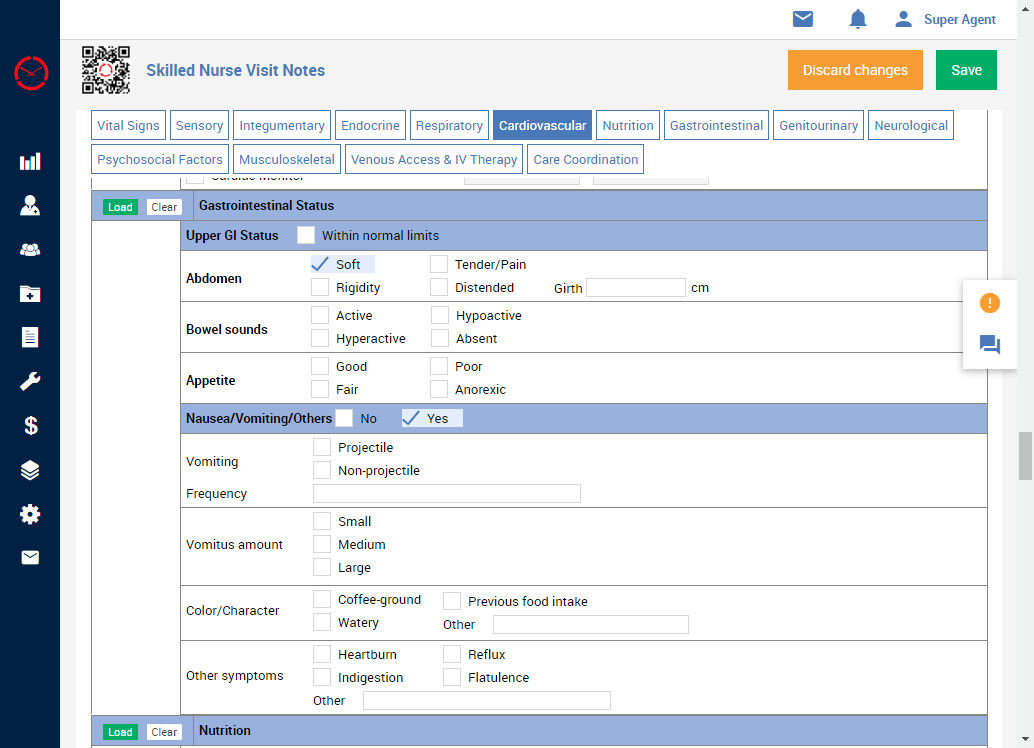 Super Agent
Skilled Nurse Visit Notes
Discard changes
Save
Vital Signs
Sensory
Integumentary
Endocrine
Respiratory
Cardiovascular
Nutrition
Gastrointestinal
Genitourinary
Neurological
Psychosocial Factors
Musculoskeletal
Venous Access & IV Therapy
Care Coordination
Cardiac Monitor
Load Clear Gastrointestinal Status
Upper GI Status Within normal limits
Abdomen
Soft Tender/Pain
Rigidity Distended Girth cm
Bowel sounds
Active Hypoactive
Hyperactive Absent
Appetite
Good Poor
Fair Anorexic
Nausea/Vomiting/Others No Yes
Vomiting
Projectile
Non-projectile
Frequency
Vomitus amount
Small
Medium
Large
Color/Character
Coffee-ground Previous food intake
Watery Other
Other symptoms
Heartburn Reflux
Indigestion Flatulence
Other
Load Clear Nutrition